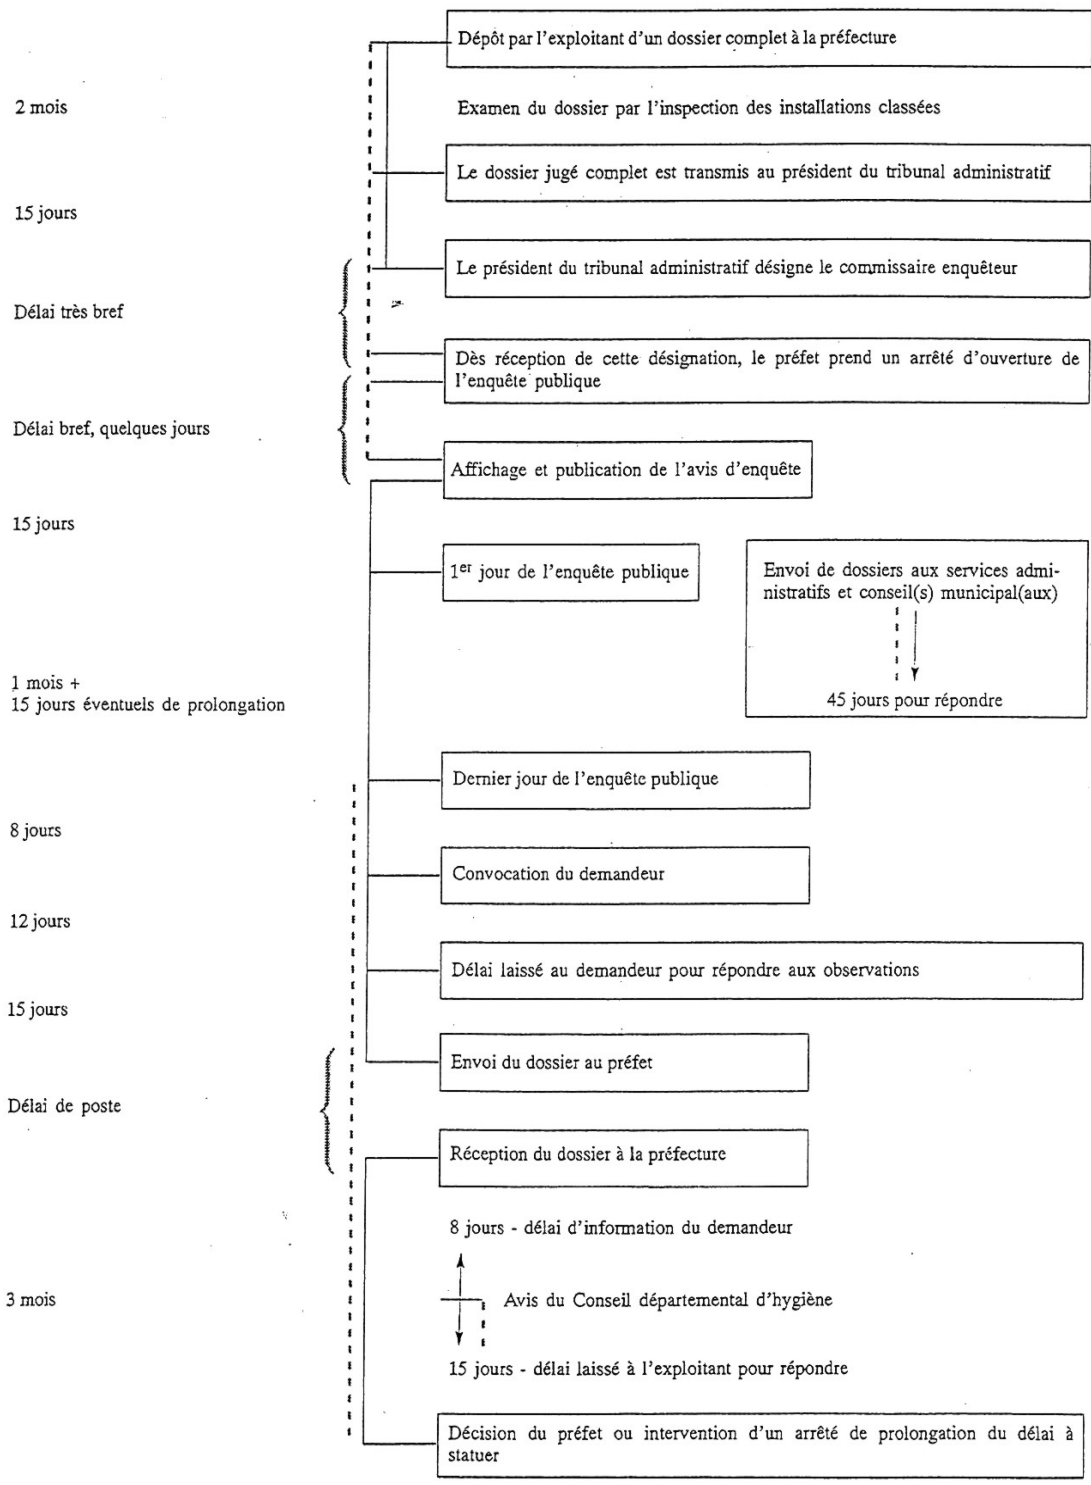 Dépôt par l'exploitant d'un dossier complet à la préfecture
2 mois
Examen du dossier par l'inspection des installations classées
Le dossier jugé complet est transmis au président du tribunal administratif
15 jours
Le président du tribunal administratif désigne le commissaire enquêteur
Délai très bref
Dès réception de cette désignation, le préfet prend un arrêté d'ouverture de
l'enquête publique
Délai bref, quelques jours
Affichage et publication de l'avis d'enquête
15 jours
1er jour de l'enquête publique
Envoi de dossiers aux services admi-
nistratifs et conseil(s) municipal(aux)
45 jours pour répondre
1 mois +
15 jours éventuels de prolongation
Dernier jour de l'enquête publique
8 jours
Convocation du demandeur
12 jours
Délai laissé au demandeur pour répondre aux observations
15 jours
Envoi du dossier au préfet
Délai de poste
Réception du dossier à la préfecture
8 jours - délai d'information du demandeur
3 mois
Avis du Conseil départemental d'hygiène
15 jours - délai laissé à l'exploitant pour répondre
Décision du préfet ou intervention d'un arrêté de prolongation du délai à
statuer